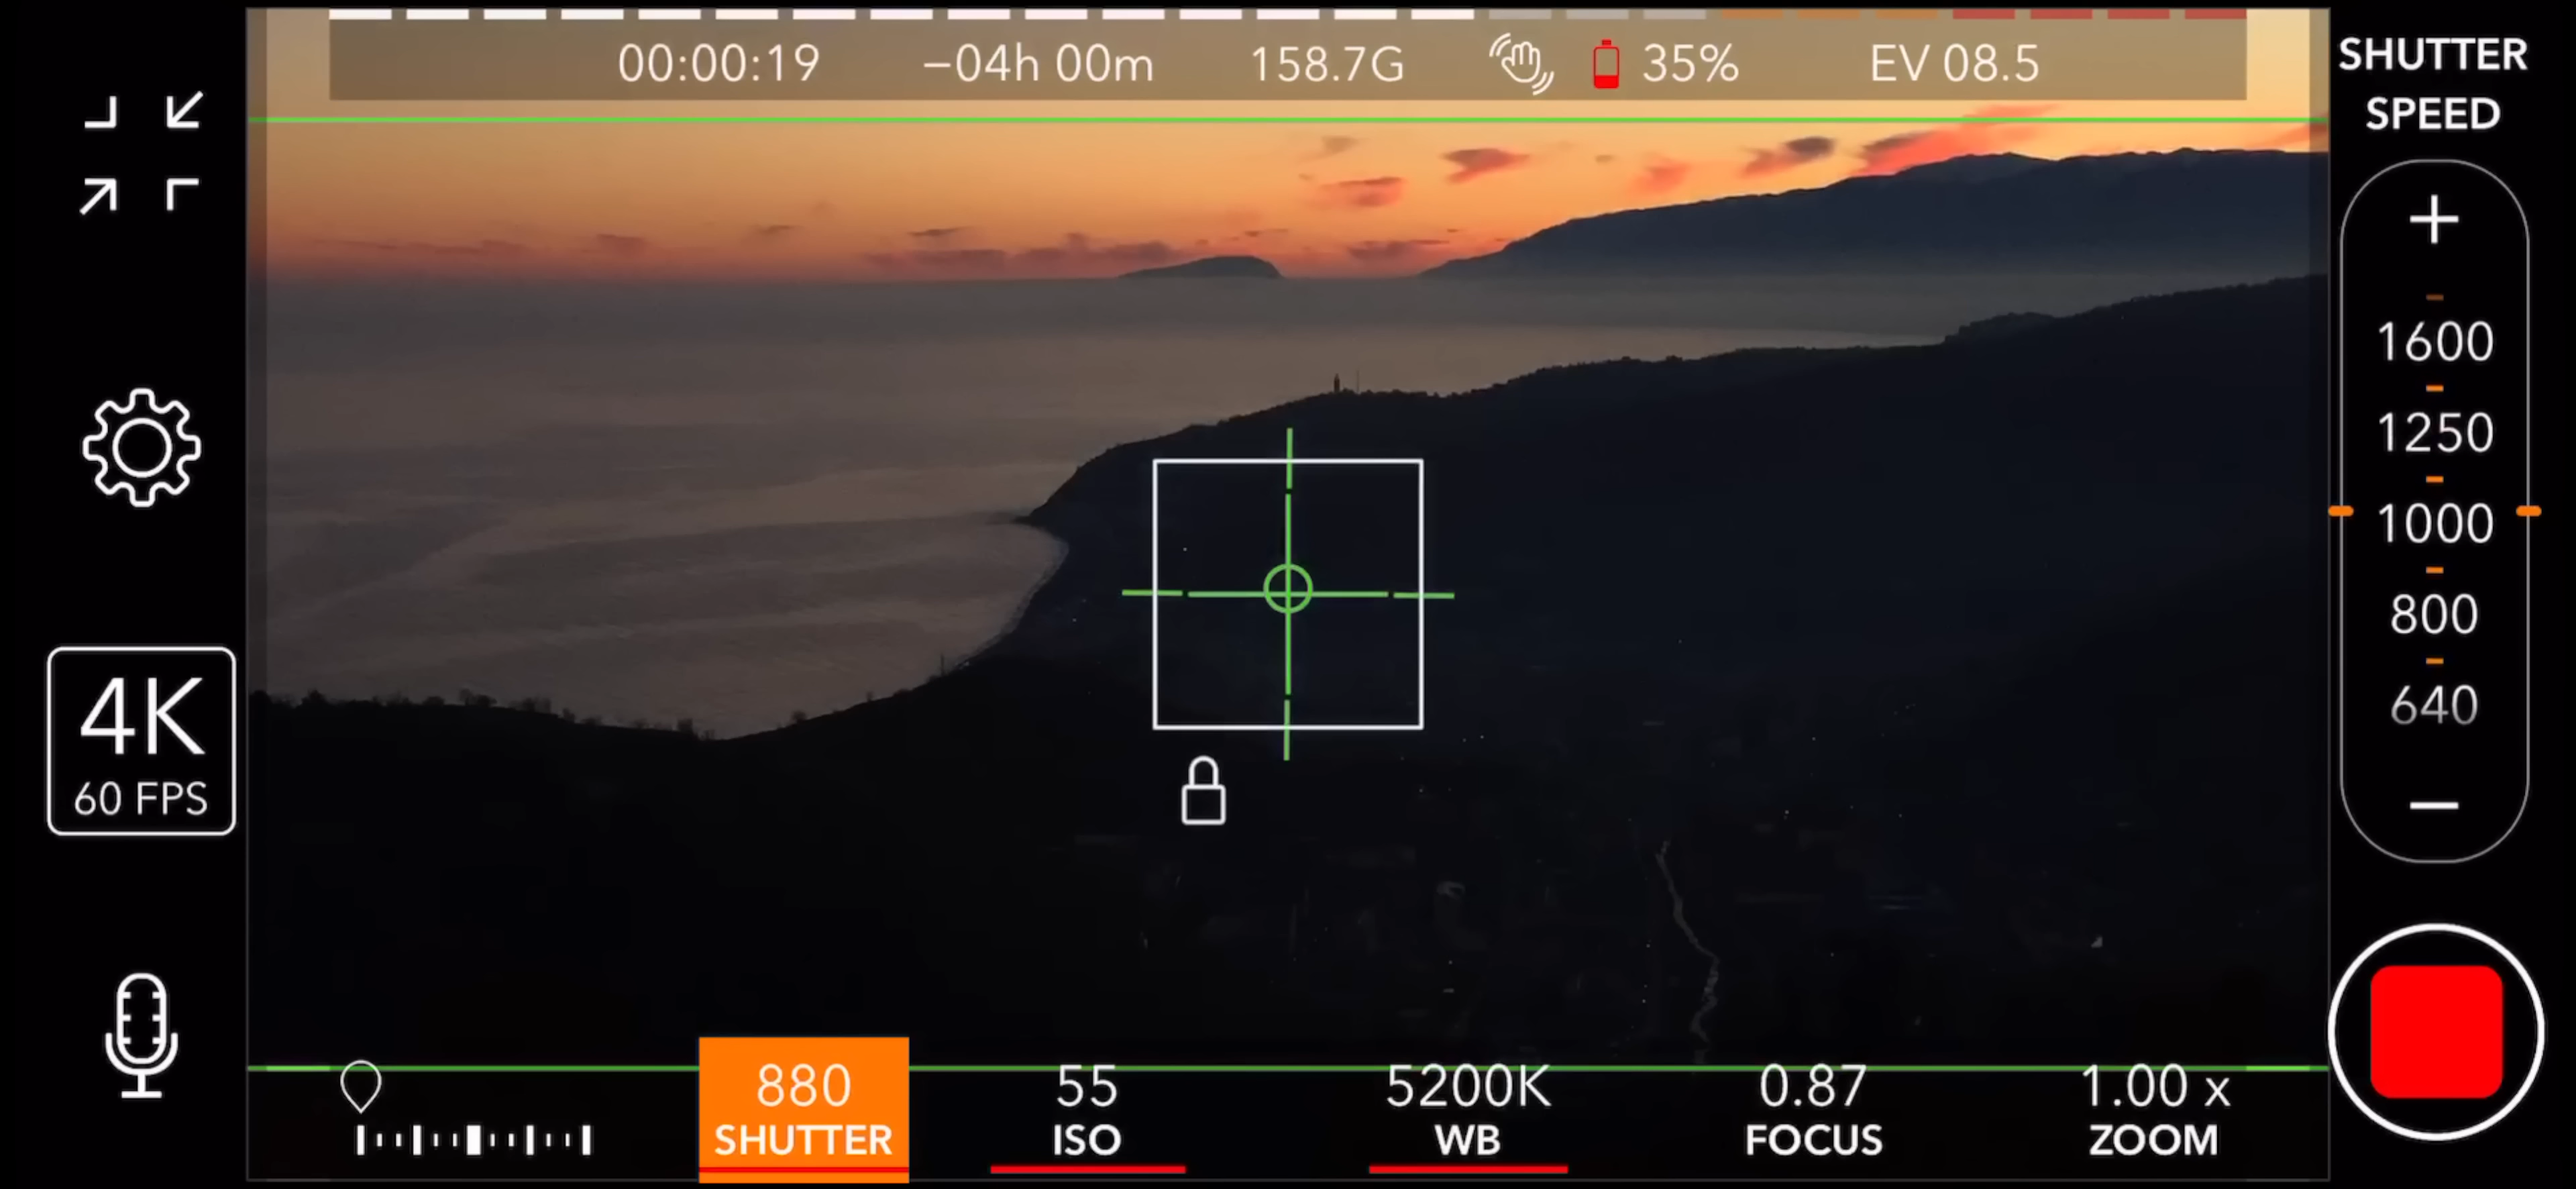 00:00:19 −04h 00m 158.7G 35% EV 08.5
SHUTTER
SPEED
1600
1250
1000
800
640
4K
60 FPS
880
SHUTTER
55
ISO
5200K
WB
0.87
FOCUS
1.00 x
ZOOM